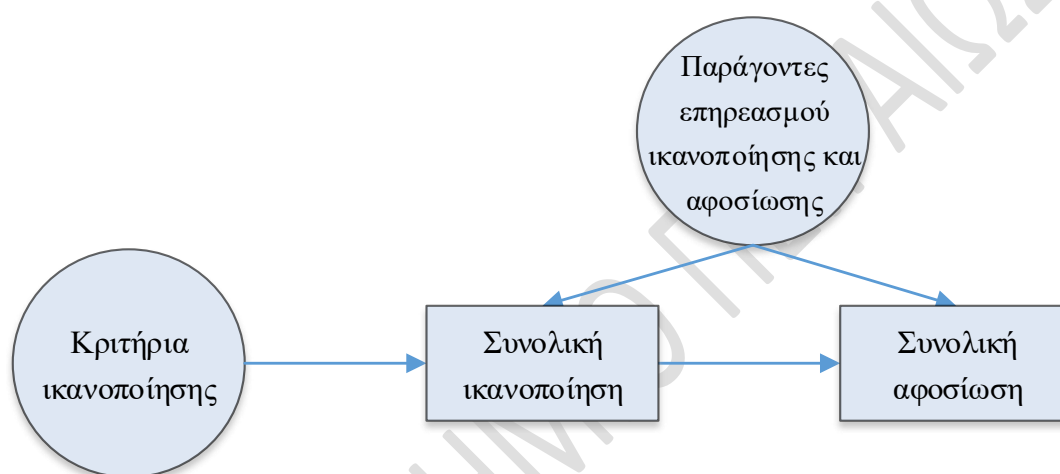 Παράγοντες
επηρεασμού
ικανοποίησης και
αφοσίωσης
Κριτήρια
ικανοποίησης
Συνολική
ικανοποίηση
Συνολική
αφοσίωση